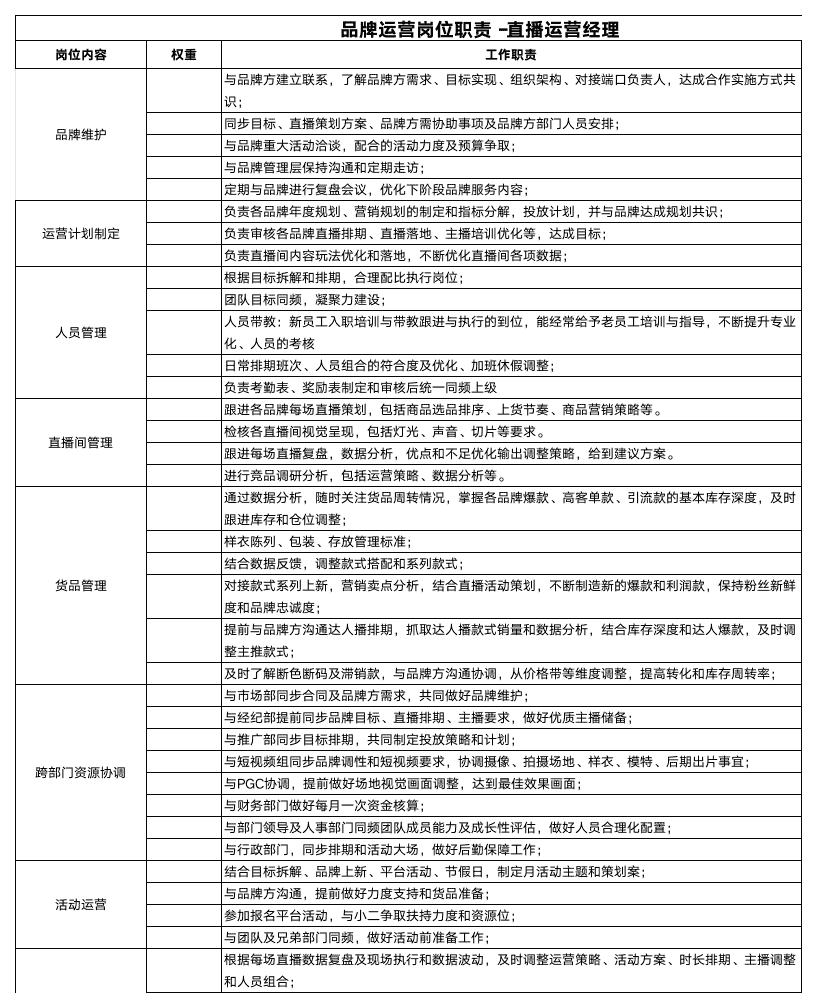 品牌运营岗位职责 –直播运营经理
岗位内容 权重 工作职责
品牌维护
与品牌方建立联系，了解品牌方需求、目标实现、组织架构、对接端口负责人，达成合作实施方式共
识；
同步目标、直播策划方案、品牌方需协助事项及品牌方部门人员安排；
与品牌重大活动洽谈，配合的活动力度及预算争取；
与品牌管理层保持沟通和定期走访；
定期与品牌进行复盘会议，优化下阶段品牌服务内容；
运营计划制定
负责各品牌年度规划、营销规划的制定和指标分解，投放计划，并与品牌达成规划共识；
负责审核各品牌直播排期、直播落地、主播培训优化等，达成目标；
负责直播间内容玩法优化和落地，不断优化直播间各项数据；
人员管理
根据目标拆解和排期，合理配比执行岗位；
团队目标同频，凝聚力建设；
人员带教：新员工入职培训与带教跟进与执行的到位，能经常给予老员工培训与指导，不断提升专业
化、人员的考核
日常排期班次、人员组合的符合度及优化、加班休假调整；
负责考勤表、奖励表制定和审核后统一同频上级
直播间管理
跟进各品牌每场直播策划，包括商品选品排序、上货节奏、商品营销策略等。
检核各直播间视觉呈现，包括灯光、声音、切片等要求。
跟进每场直播复盘，数据分析，优点和不足优化输出调整策略，给到建议方案。
进行竞品调研分析，包括运营策略、数据分析等。
货品管理
通过数据分析，随时关注货品周转情况，掌握各品牌爆款、高客单款、引流款的基本库存深度，及时
跟进库存和仓位调整；
样衣陈列、包装、存放管理标准；
结合数据反馈，调整款式搭配和系列款式；
对接款式系列上新，营销卖点分析，结合直播活动策划，不断制造新的爆款和利润款，保持粉丝新鲜
度和品牌忠诚度；
提前与品牌方沟通达人播排期，抓取达人播款式销量和数据分析，结合库存深度和达人爆款，及时调
整主推款式；
及时了解断色断码及滞销款，与品牌方沟通协调，从价格带等维度调整，提高转化和库存周转率；
跨部门资源协调
与市场部同步合同及品牌方需求，共同做好品牌维护；
与经纪部提前同步品牌目标、直播排期、主播要求，做好优质主播储备；
与推广部同步目标排期，共同制定投放策略和计划；
与短视频组同步品牌调性和短视频要求，协调摄像、拍摄场地、样衣、模特、后期出片事宜；
与PGC协调，提前做好场地视觉画面调整，达到最佳效果画面；
与财务部门做好每月一次资金核算；
与部门领导及人事部门同频团队成员能力及成长性评估，做好人员合理化配置；
与行政部门，同步排期和活动大场，做好后勤保障工作；
活动运营
结合目标拆解、品牌上新、平台活动、节假日，制定月活动主题和策划案；
与品牌方沟通，提前做好力度支持和货品准备；
参加报名平台活动，与小二争取扶持力度和资源位；
与团队及兄弟部门同频，做好活动前准备工作；
根据每场直播数据复盘及现场执行和数据波动，及时调整运营策略、活动方案、时长排期、主播调整
和人员组合；